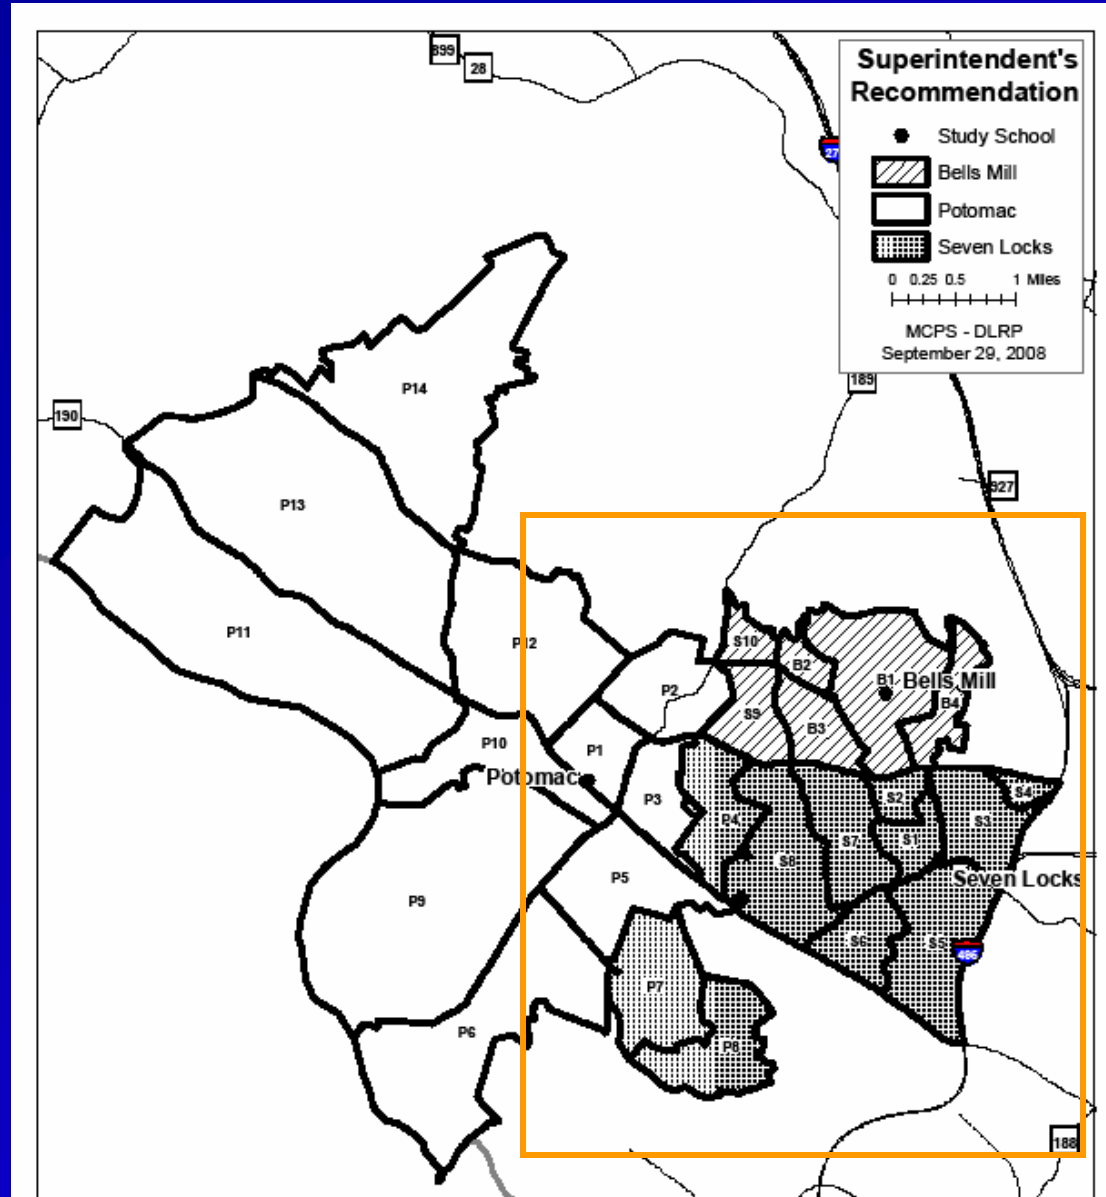 899
28
Superintendent's
Recommendation
Study School
Bells Mill
Potomac
Seven Locks
0 0.25 0.5 1 Miles
MCPS - DLRP
September 29, 2008
27
189
190
927
P14
P13
P11
P12
S10
B2
B1 Bells Mill
P2
S9
B3
B4
P10
P1
Potomac
P3
P4
S2
S4
S3
S7
S1
S8
P5
Seven Locks
P9
S6
S5
495
P7
P6
P8
188